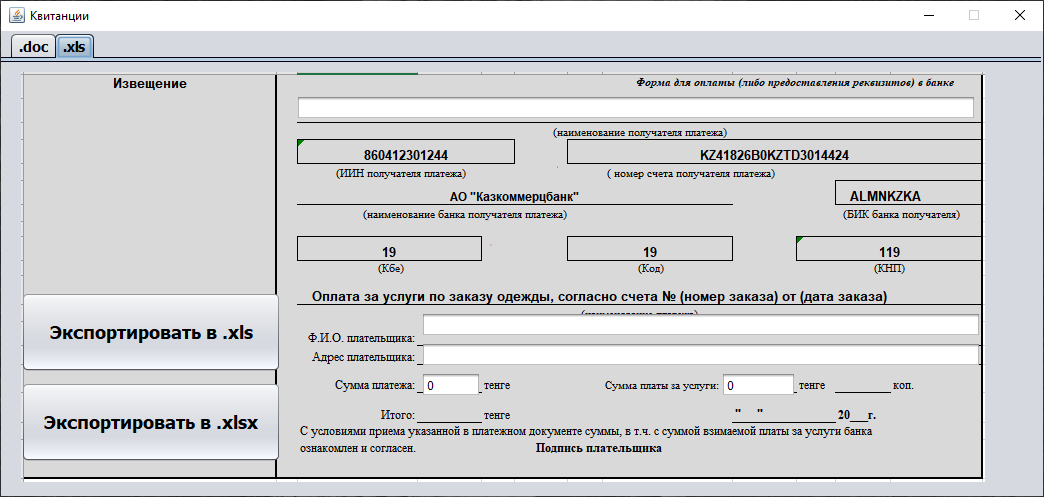 Квитанции
.doc .xls
Извещение
Форма для оплаты (либо предоставления реквизитов) в банке
(наименование получателя платежа)
860412301244 KZ41826B0KZTD3014424
(ИИН получателя платежа) ( номер счета получателя платежа)
АО "Казкоммерцбанк" ALMNKZKA
(наименование банка получателя платежа) (БИК банка получателя)
19 19 119
(Кбе) (Код) (КНП)
Оплата за услуги по заказу одежды, согласно счета № (номер заказа) от (дата заказа)
(наименование платежа)
Экспортировать в .xls
Ф.И.О. плательщика:
Адрес плательщика:
Сумма платежа: 0 тенге Сумма платы за услуги: 0 тенге ________ коп.
Экспортировать в .xlsx
Итого: ________ тенге "___" ____________ 20___г.
С условиями приема указанной в платежном документе суммы, в т.ч. с суммой взимаемой платы за услуги банка
ознакомлен и согласен. Подпись плательщика